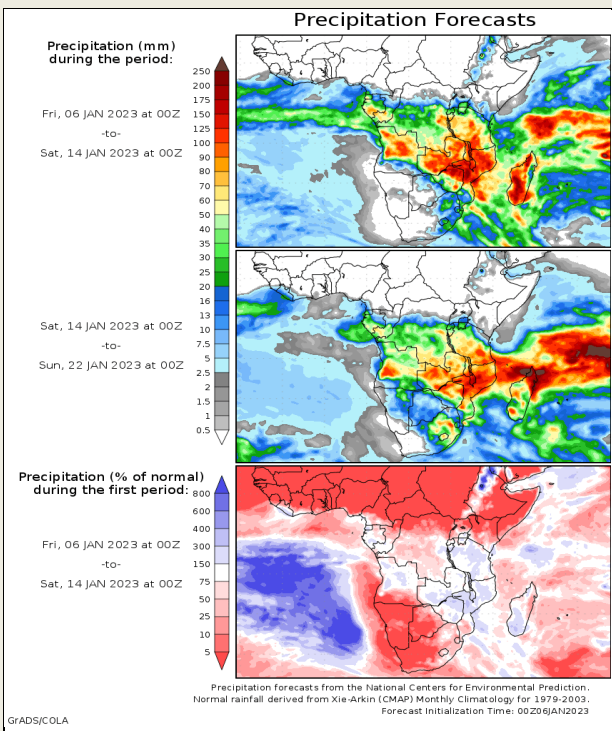 Precipitation Forecasts
Precipitation (mm)
during the period:
Fri, 06 JAN 2023 at 00Z
-to-
Sat, 14 JAN 2023 at 00Z
250
200
175
150
125
100
90
80
70
60
50
40
35
30
25
20
16
13
10
7.5
5
2.5
2
1.5
1
0.5
Sat, 14 JAN 2023 at 00Z
-to-
Sun, 22 JAN 2023 at 00Z
Precipitation (% of normal)
during the first period:
800
600
400
300
150
75
50
25
10
5
Fri, 06 JAN 2023 at 00Z
-to-
Sat, 14 JAN 2023 at 00Z
Precipitation forecasts from the National Centers for Environmental Prediction.
Normal rainfall derived from Xie-Arkin (CMAP) Monthly Climatology for 1979-2003.
Forecast Initialization Time: 00Z06JAN2023
GrADS/COLA